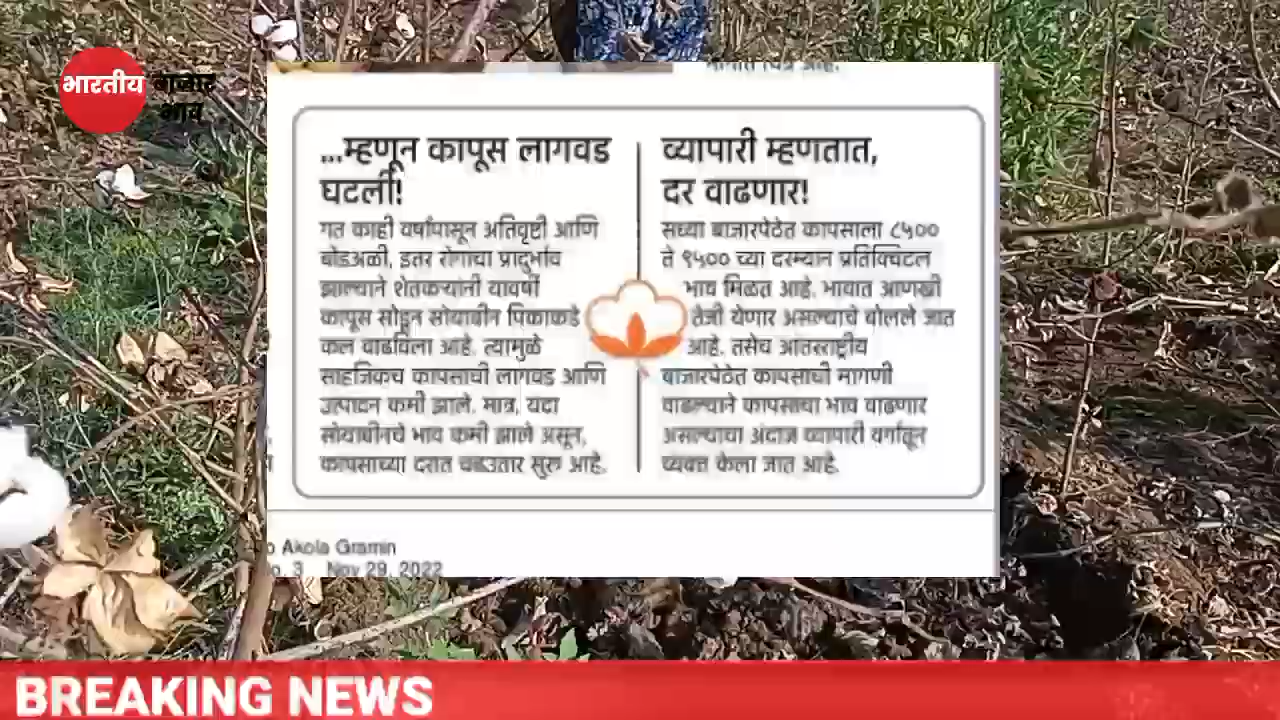 भारतीय
बाजार
भाव
...म्हणून कापूस लागवड
घटली!
गत काही वर्षांपासून अतिवृष्टी आणि
बोंडअळी, इतर रोगाचा प्रादुर्भाव
झाल्याने शेतकऱ्यांनी यावर्षी
कापूस सोडून सोयाबीन पिकाकडे
कल वाढविला आहे. त्यामुळे
साहजिकच कापसाची लागवड आणि
उत्पादन कमी झाले. मात्र, यंदा
सोयाबीनचे भाव कमी झाले असून,
कापसाच्या दरात चढउतार सुरु आहे.
व्यापारी म्हणतात,
दर वाढणार!
सध्या बाजारपेठेत कापसाला ८५००
ते ९५०० च्या दरम्यान प्रतिक्विंटल
भाव मिळत आहे. भावात आणखी
तेजी येणार असल्याचे बोलले जात
आहे. तसेच आंतरराष्ट्रीय
बाजारपेठेत कापसाची मागणी
वाढल्याने कापसाचा भाव वाढणार
असल्याचा अंदाज व्यापारी वर्गातून
व्यक्त केला जात आहे.
Akola Gramin
3 Nov 29, 2022
BREAKING NEWS